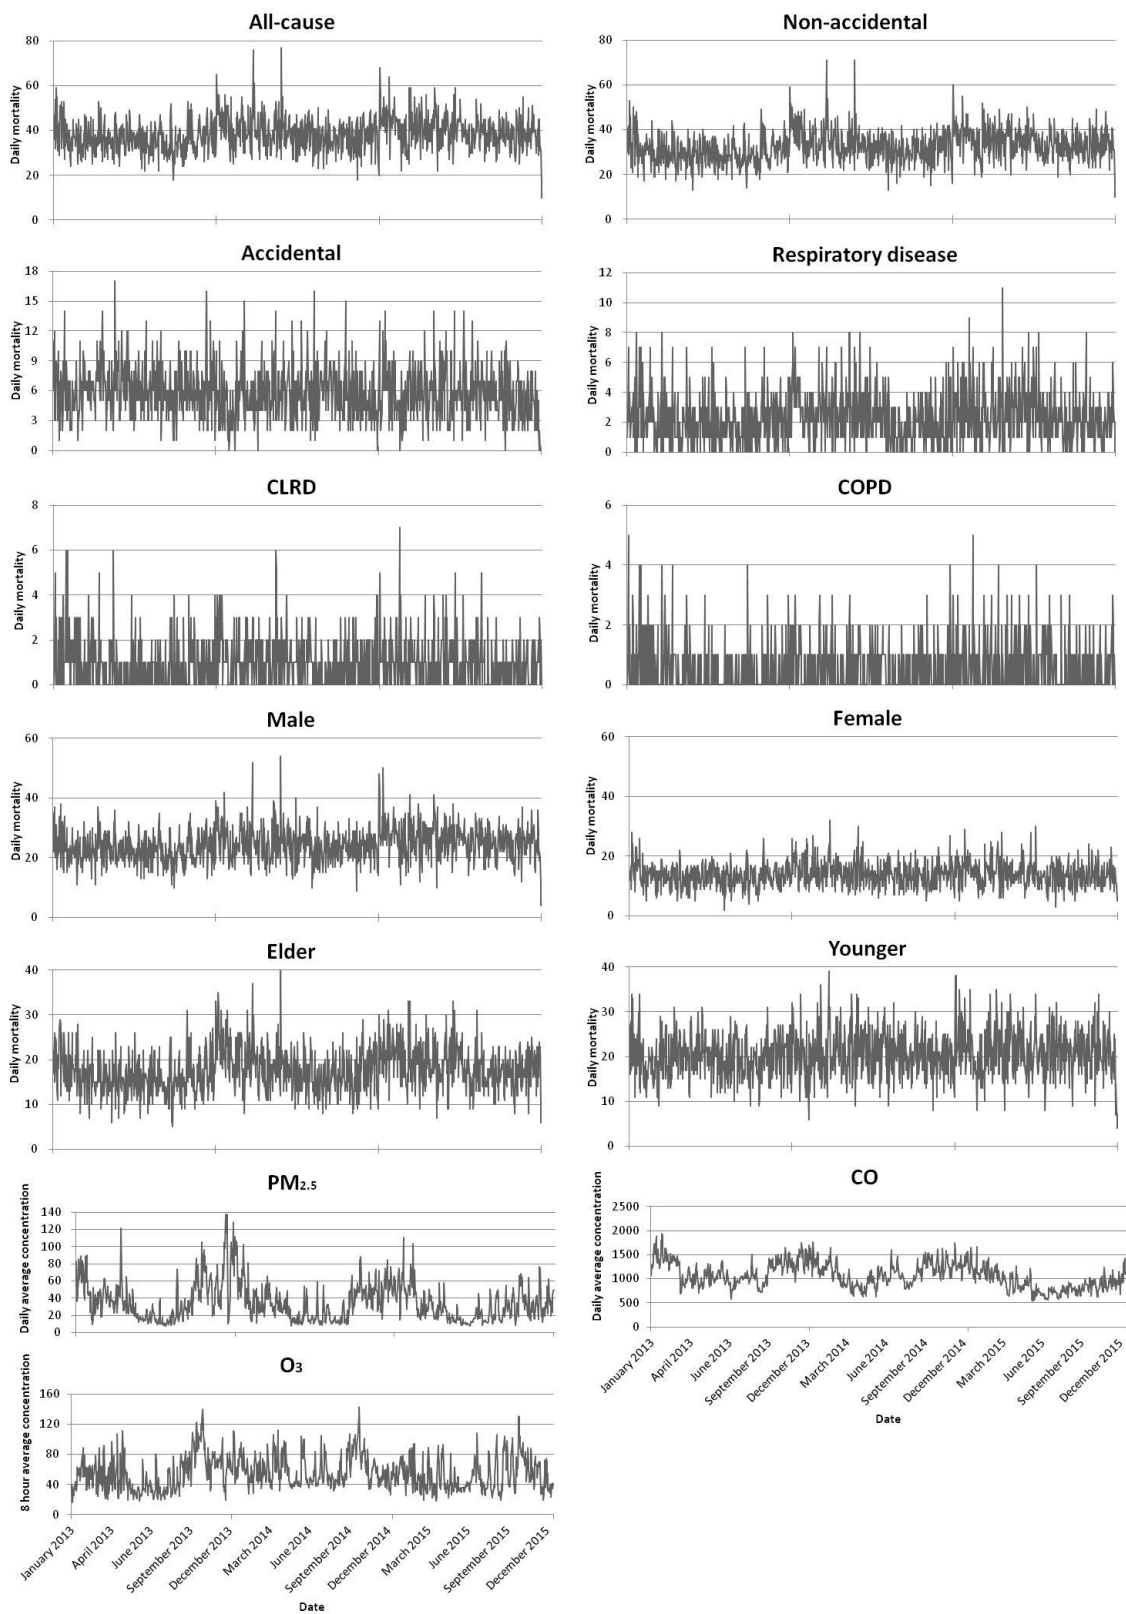 All-cause
Daily mortality
80
60
40
20
0
Non-accidental
Daily mortality
80
60
40
20
0
Accidental
Daily mortality
18
15
12
9
6
3
0
Respiratory disease
Daily mortality
12
10
8
6
4
2
0
CLRD
Daily mortality
8
6
4
2
0
COPD
Daily mortality
6
4
2
0
Male
Daily mortality
60
40
20
0
Female
Daily mortality
60
40
20
0
Elder
Daily mortality
40
30
20
10
0
Younger
Daily mortality
40
30
20
10
0
PM2.5
Daily average concentration
140
120
100
80
60
40
20
0
CO
Daily average concentration
2500
2000
1500
1000
500
0
January 2013
April 2013
June 2013
September 2013
December 2013
March 2014
June 2014
September 2014
December 2014
March 2015
June 2015
September 2015
December 2015
Date
O3
8 hour average concentration
160
120
80
40
0
January 2013
April 2013
June 2013
September 2013
December 2013
March 2014
June 2014
September 2014
December 2014
March 2015
June 2015
September 2015
December 2015
Date